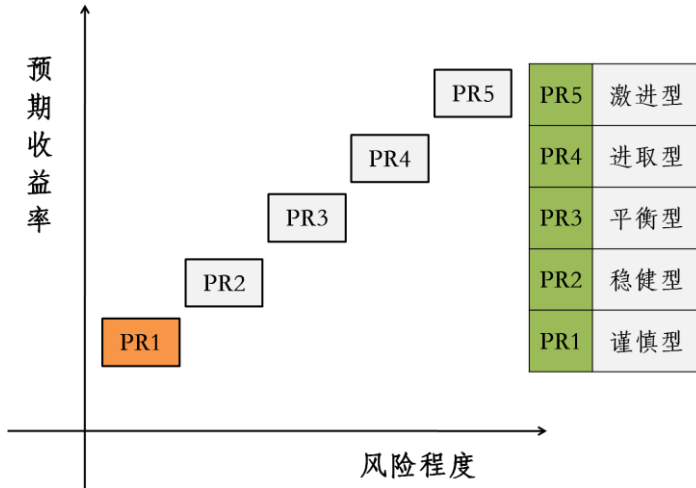 预期收益率
PR5
PR4
PR3
PR2
PR1
风险程度
PR5 激进型
PR4 进取型
PR3 平衡型
PR2 稳健型
PR1 谨慎型